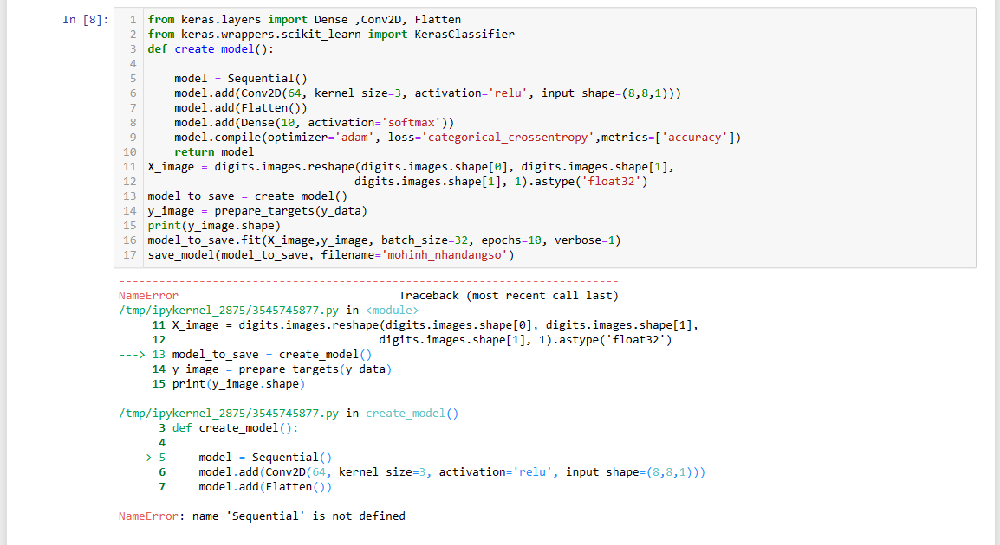 In [8]:
1 from keras.layers import Dense ,Conv2D, Flatten
2 from keras.wrappers.scikit_learn import KerasClassifier
3 def create_model():
4
5     model = Sequential()
6     model.add(Conv2D(64, kernel_size=3, activation='relu', input_shape=(8,8,1)))
7     model.add(Flatten())
8     model.add(Dense(10, activation='softmax'))
9     model.compile(optimizer='adam', loss='categorical_crossentropy',metrics=['accuracy'])
10     return model
11 X_image = digits.images.reshape(digits.images.shape[0], digits.images.shape[1],
12                                digits.images.shape[1], 1).astype('float32')
13 model_to_save = create_model()
14 y_image = prepare_targets(y_data)
15 print(y_image.shape)
16 model_to_save.fit(X_image,y_image, batch_size=32, epochs=10, verbose=1)
17 save_model(model_to_save, filename='mohinh_nhandangso')
---------------------------------------------------------------------------
NameError                                 Traceback (most recent call last)
/tmp/ipykernel_2875/3545745877.py in <module>
     11 X_image = digits.images.reshape(digits.images.shape[0], digits.images.shape[1],
     12                                digits.images.shape[1], 1).astype('float32')
---> 13 model_to_save = create_model()
     14 y_image = prepare_targets(y_data)
     15 print(y_image.shape)
/tmp/ipykernel_2875/3545745877.py in create_model()
      3 def create_model():
      4
----> 5     model = Sequential()
      6     model.add(Conv2D(64, kernel_size=3, activation='relu', input_shape=(8,8,1)))
      7     model.add(Flatten())
NameError: name 'Sequential' is not defined